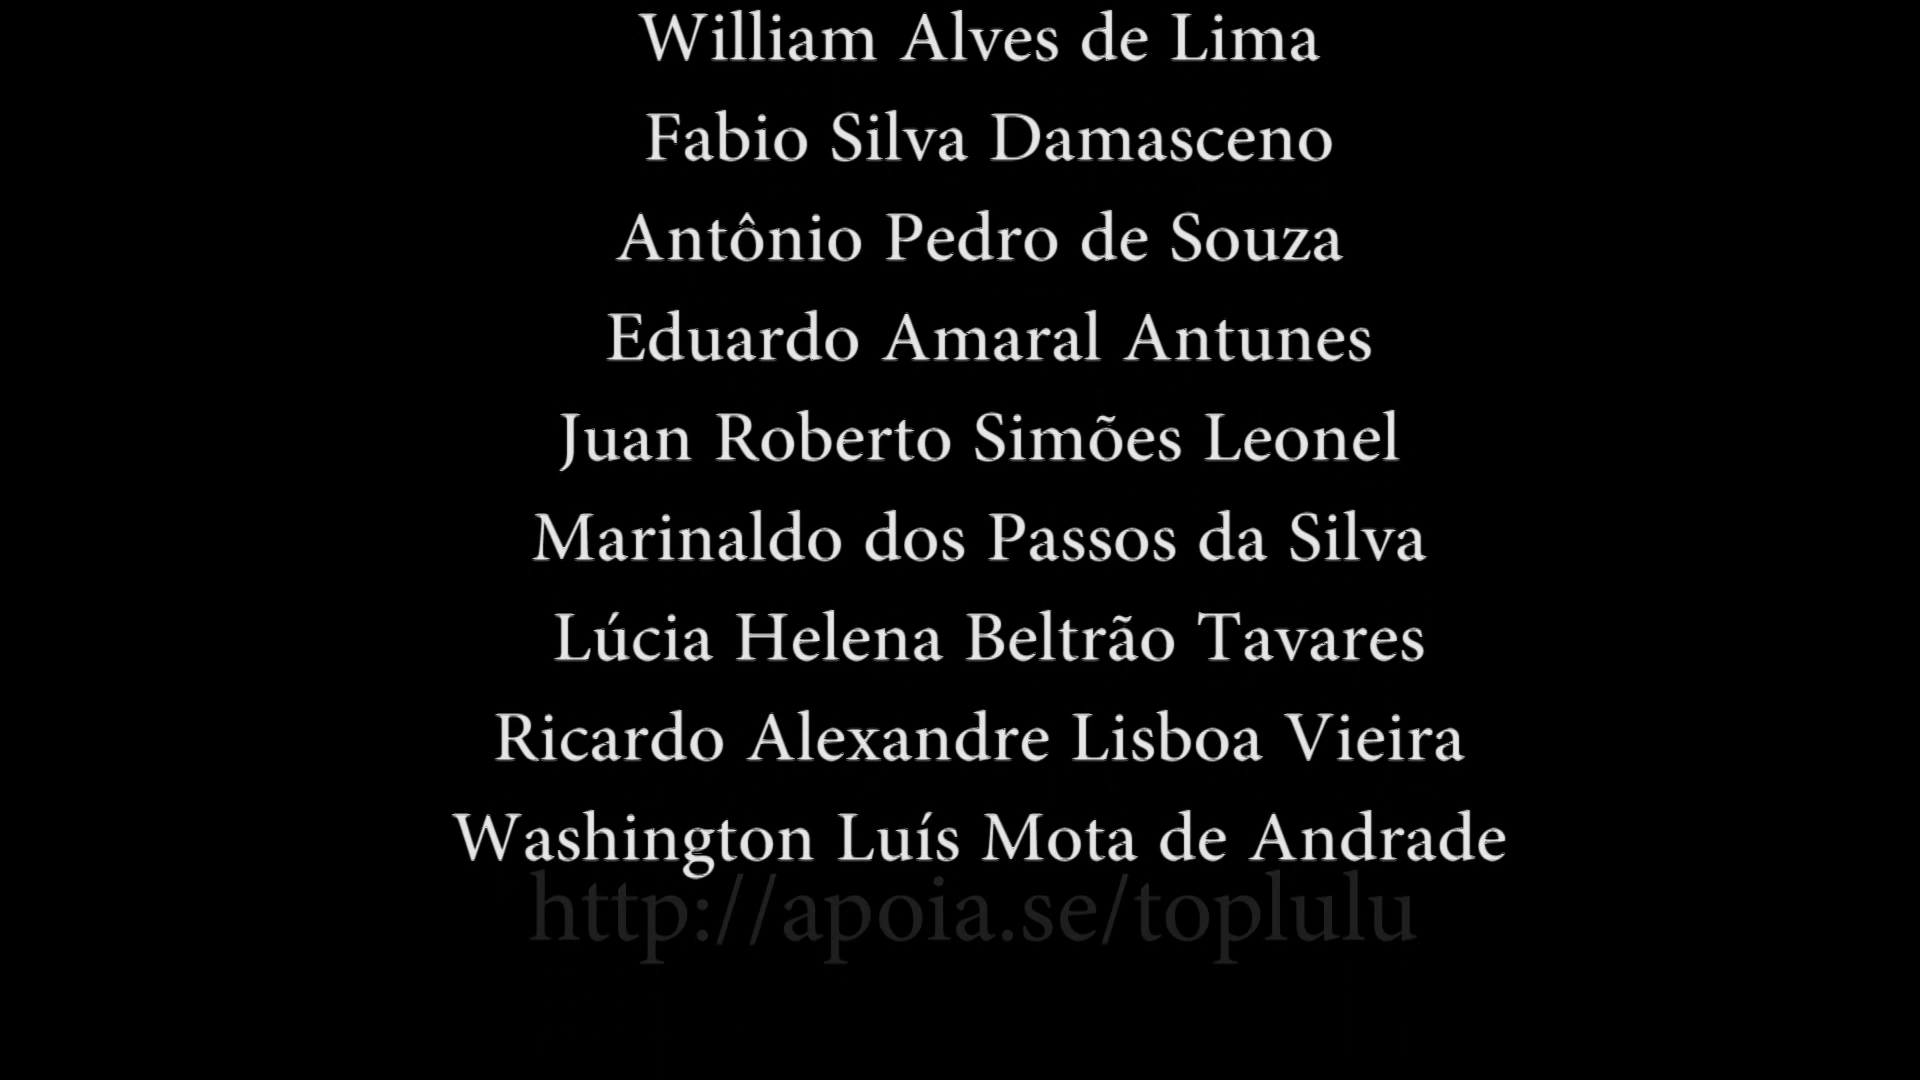 William Alves de Lima
Fabio Silva Damasceno
Antônio Pedro de Souza
Eduardo Amaral Antunes
Juan Roberto Simões Leonel
Marinaldo dos Passos da Silva
Lúcia Helena Beltrão Tavares
Ricardo Alexandre Lisboa Vieira
Washington Luís Mota de Andrade
http://apoia.se/toplulu